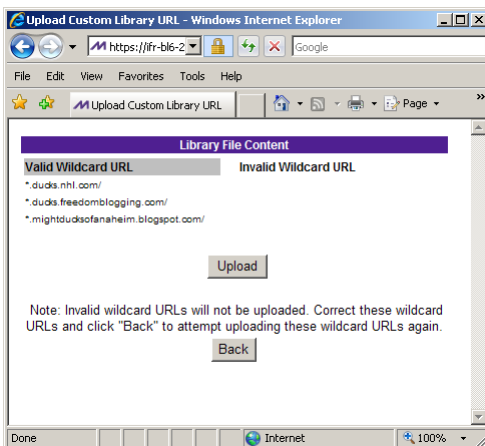 Upload Custom Library URL - Windows Internet Explorer
https://ifr-bl6-2
Google
File Edit View Favorites Tools Help
Upload Custom Library URL
Page
»
Library File Content
Valid Wildcard URL Invalid Wildcard URL
*.ducks.nhl.com/
*.ducks.freedomblogging.com/
*.mightducksofanaheim.blogspot.com/
Upload
Note: Invalid wildcard URLs will not be uploaded. Correct these wildcard
URLs and click "Back" to attempt uploading these wildcard URLs again.
Back
Done Internet 100%